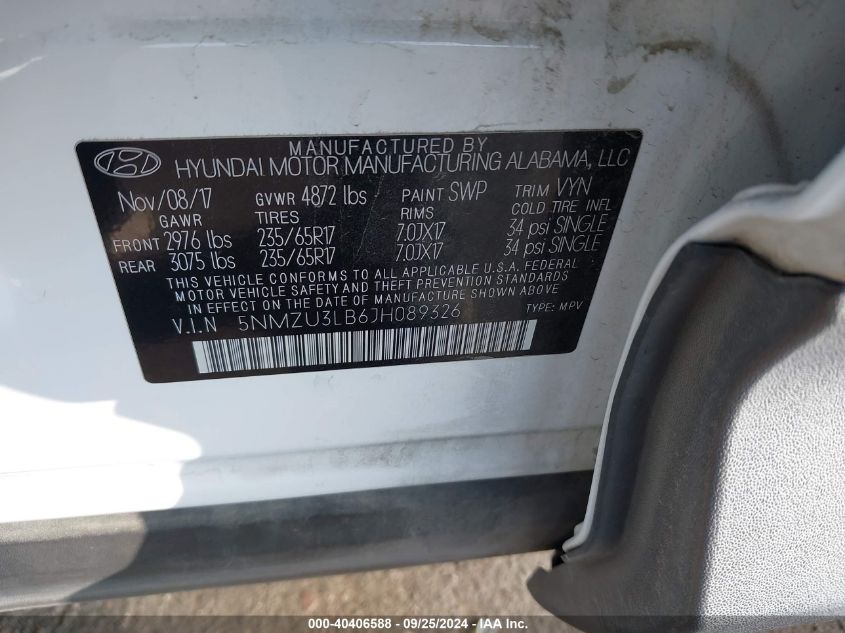 MANUFACTURED BY
HYUNDAI MOTOR MANUFACTURING ALABAMA, LLC
Nov/08/17 GVWR 4872 lbs PAINT SWP TRIM VYN
GAWR TIRES RIMS COLD TIRE INFL
FRONT 2976 lbs 235/65R17 7.0JX17 34 psi SINGLE
REAR 3075 lbs 235/65R17 7.0JX17 34 psi SINGLE
THIS VEHICLE CONFORMS TO ALL APPLICABLE U.S.A. FEDERAL
MOTOR VEHICLE SAFETY AND THEFT PREVENTION STANDARDS
IN EFFECT ON THE DATE OF MANUFACTURE SHOWN ABOVE
V.I.N 5NMZU3LB6JH089326 TYPE: MPV
000-40406588 - 09/25/2024 - IAA Inc.